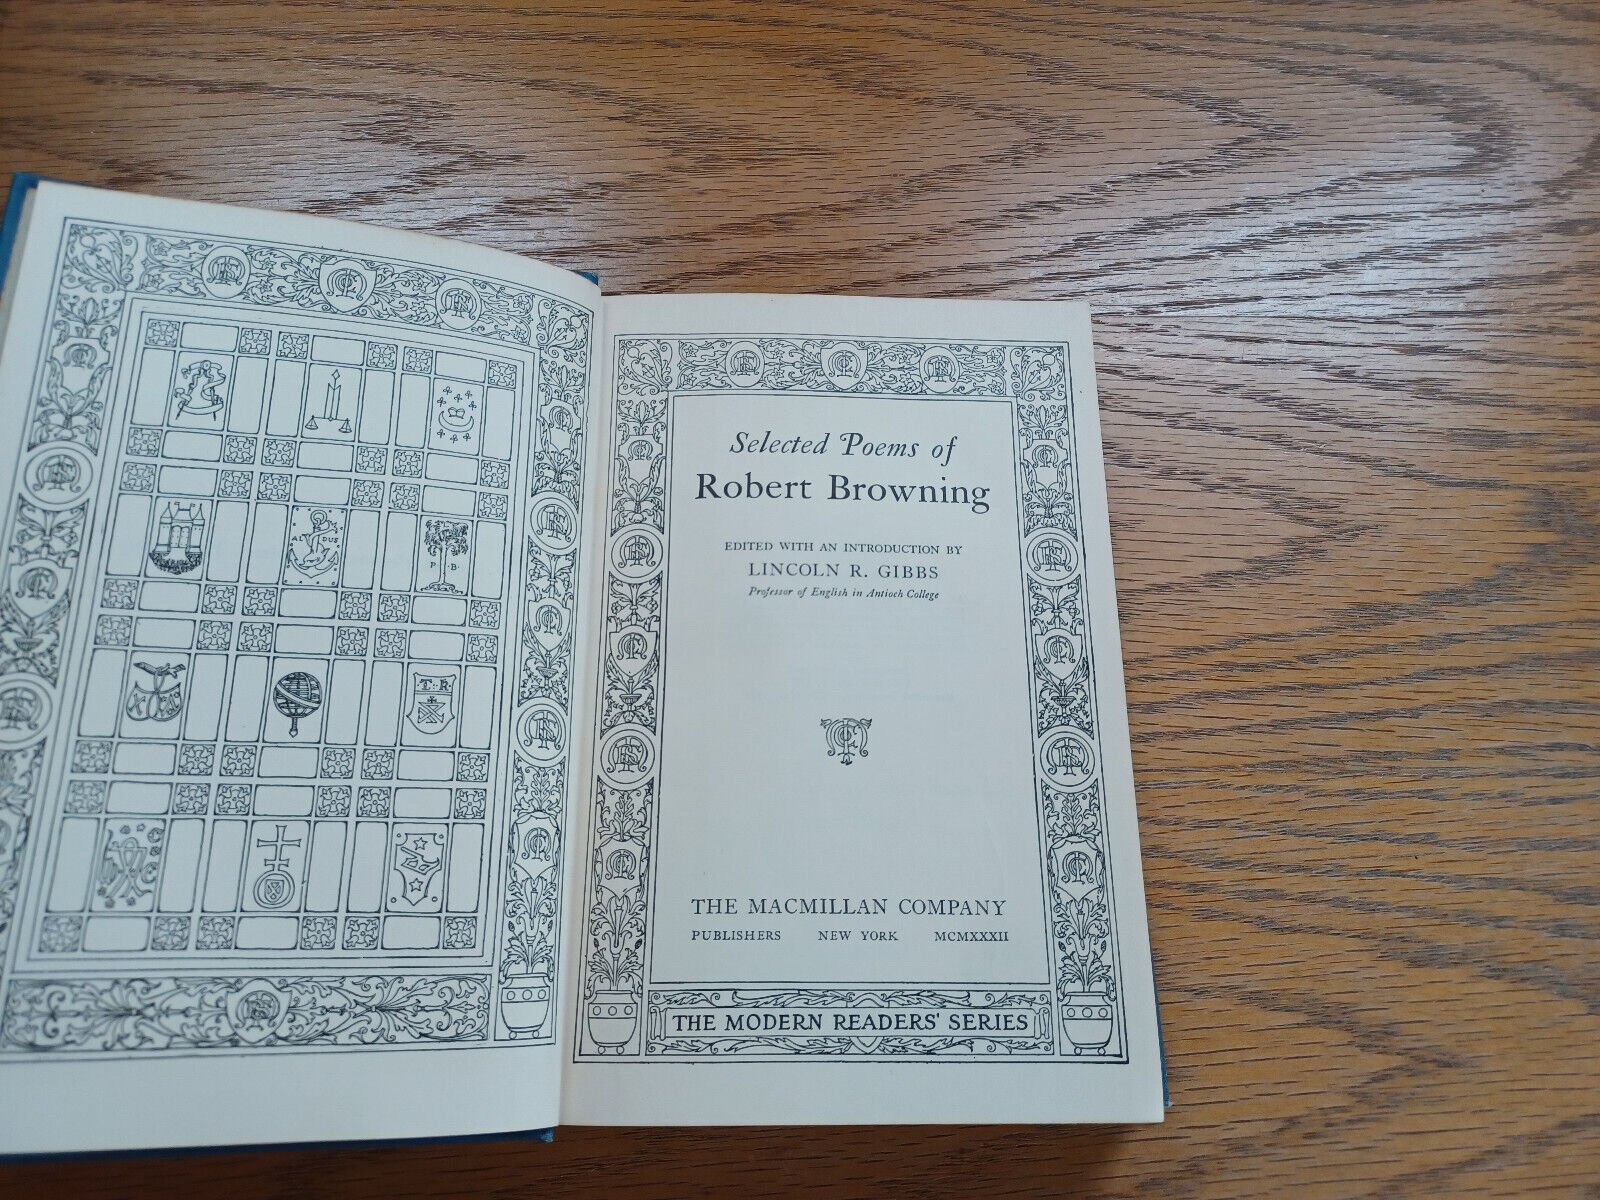 ALDUS
P. B.
T. R.
Selected Poems of
Robert Browning
EDITED WITH AN INTRODUCTION BY
LINCOLN R. GIBBS
Professor of English in Antioch College
THE MACMILLAN COMPANY
PUBLISHERS NEW YORK MCMXXXII
THE MODERN READERS' SERIES